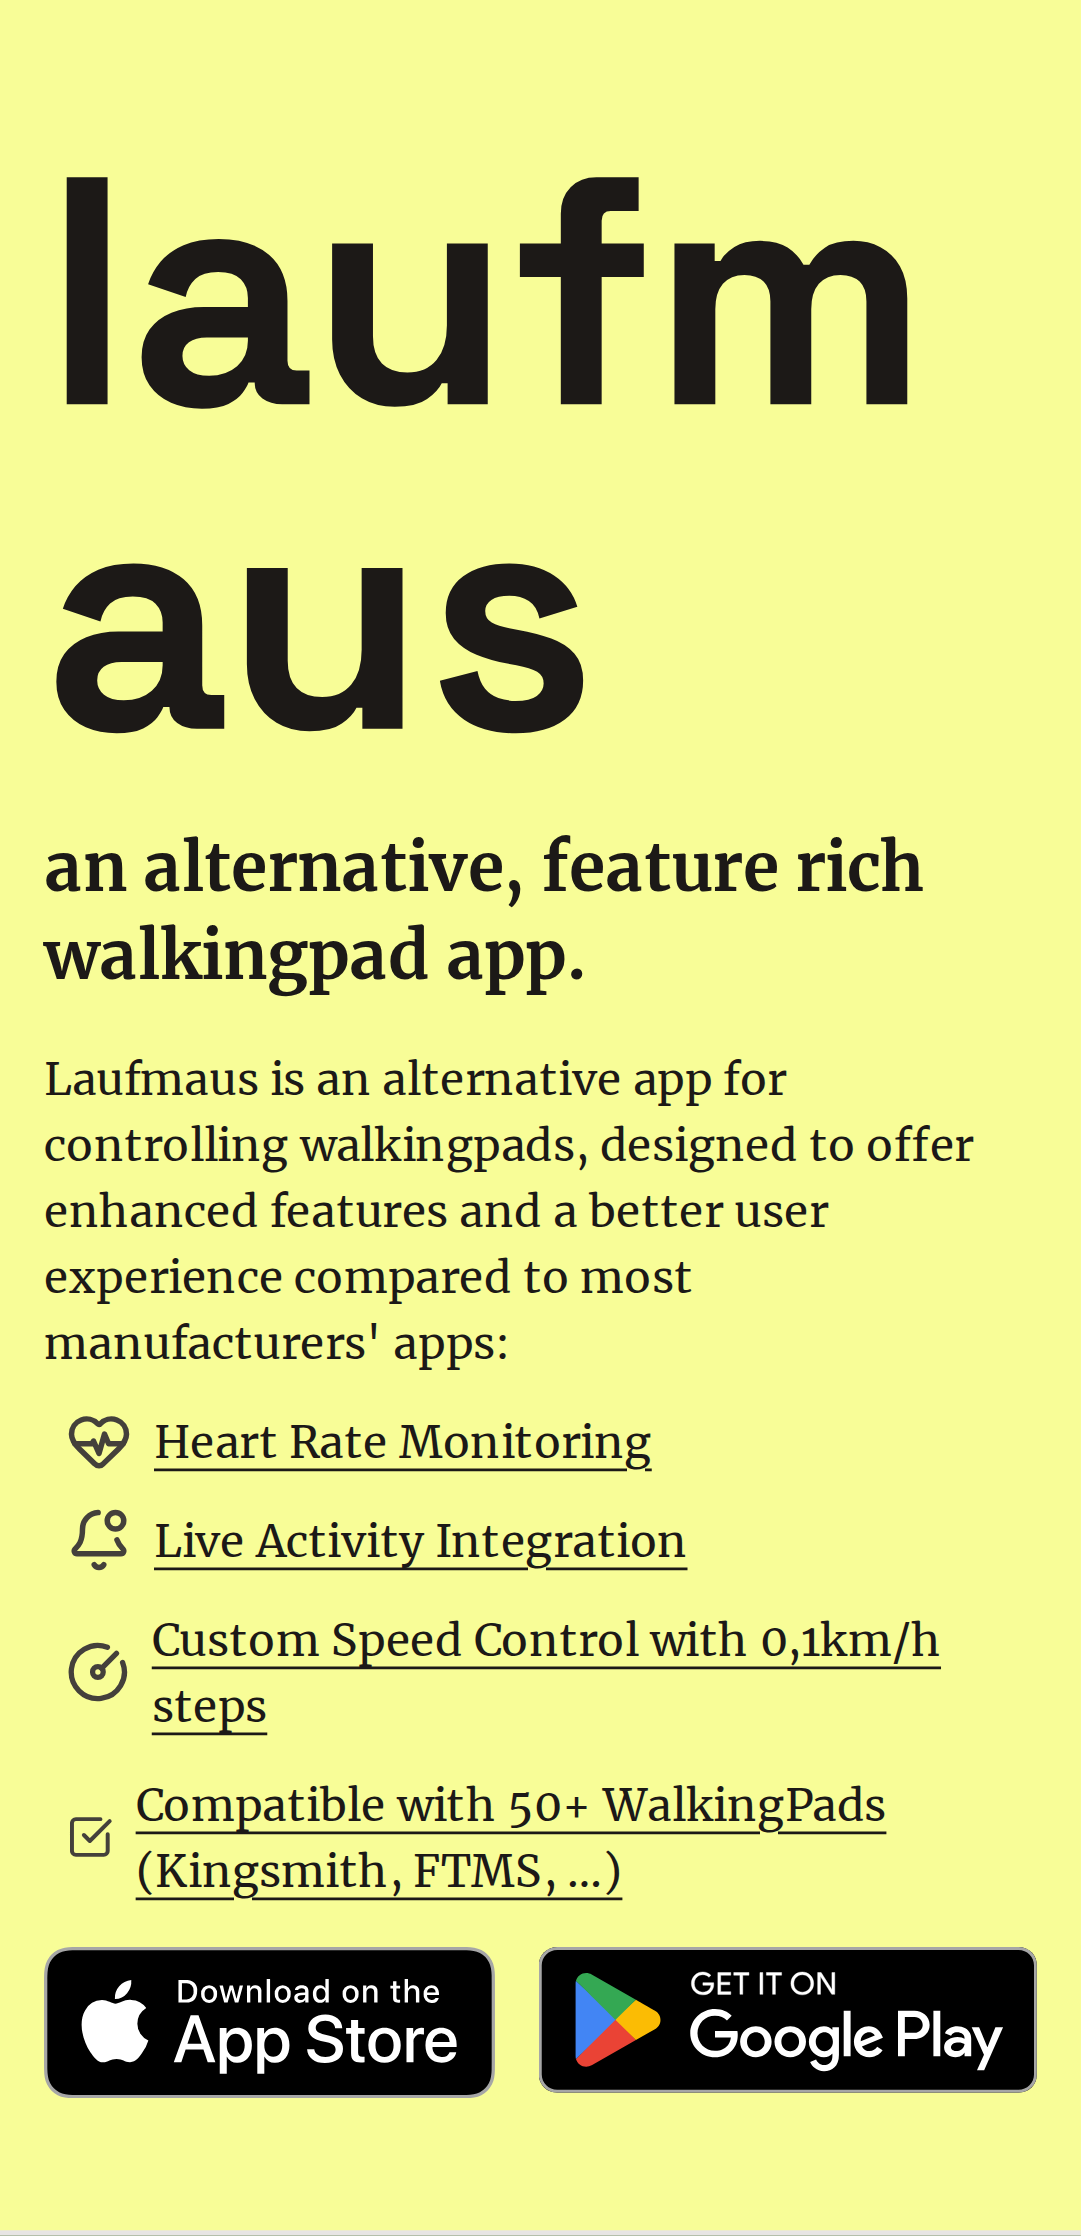 laufm
aus
an alternative, feature rich
walkingpad app.
Laufmaus is an alternative app for
controlling walkingpads, designed to offer
enhanced features and a better user
experience compared to most
manufacturers' apps:
Heart Rate Monitoring
Live Activity Integration
Custom Speed Control with 0,1km/h
steps
Compatible with 50+ WalkingPads
(Kingsmith, FTMS, ...)
Download on the
App Store
GET IT ON
Google Play